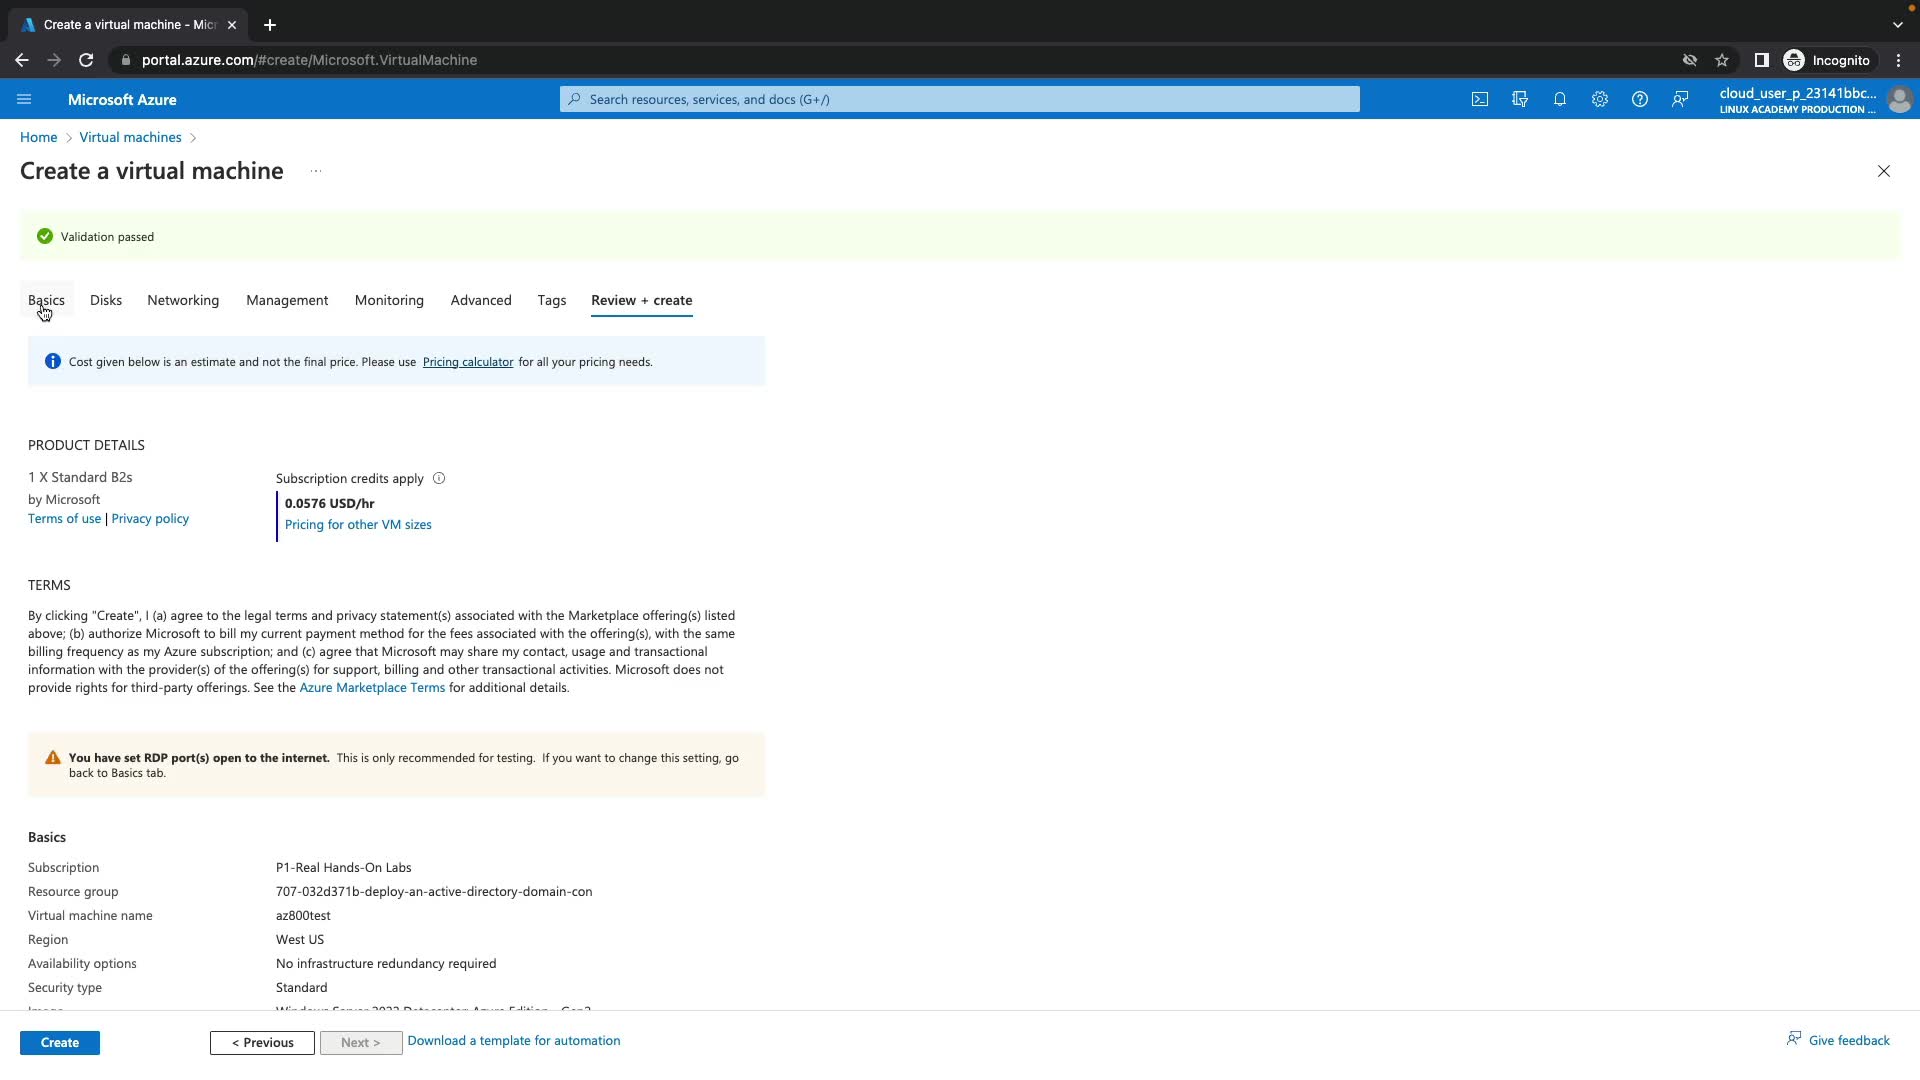 Create a virtual machine - Micr
portal.azure.com/#create/Microsoft.VirtualMachine
Incognito
Microsoft Azure
Search resources, services, and docs (G+/)
cloud_user_p_23141bbc...
LINUX ACADEMY PRODUCTION ...
Home > Virtual machines >
Create a virtual machine ...
Validation passed
Basics Disks Networking Management Monitoring Advanced Tags Review + create
Cost given below is an estimate and not the final price. Please use Pricing calculator for all your pricing needs.
PRODUCT DETAILS
1 X Standard B2s
by Microsoft
Terms of use | Privacy policy
Subscription credits apply
0.0576 USD/hr
Pricing for other VM sizes
TERMS
By clicking "Create", I (a) agree to the legal terms and privacy statement(s) associated with the Marketplace offering(s) listed
above; (b) authorize Microsoft to bill my current payment method for the fees associated with the offering(s), with the same
billing frequency as my Azure subscription; and (c) agree that Microsoft may share my contact, usage and transactional
information with the provider(s) of the offering(s) for support, billing and other transactional activities. Microsoft does not
provide rights for third-party offerings. See the Azure Marketplace Terms for additional details.
You have set RDP port(s) open to the internet. This is only recommended for testing. If you want to change this setting, go
back to Basics tab.
Basics
Subscription P1-Real Hands-On Labs
Resource group 707-032d371b-deploy-an-active-directory-domain-con
Virtual machine name az800test
Region West US
Availability options No infrastructure redundancy required
Security type Standard
Create < Previous Next > Download a template for automation
Give feedback